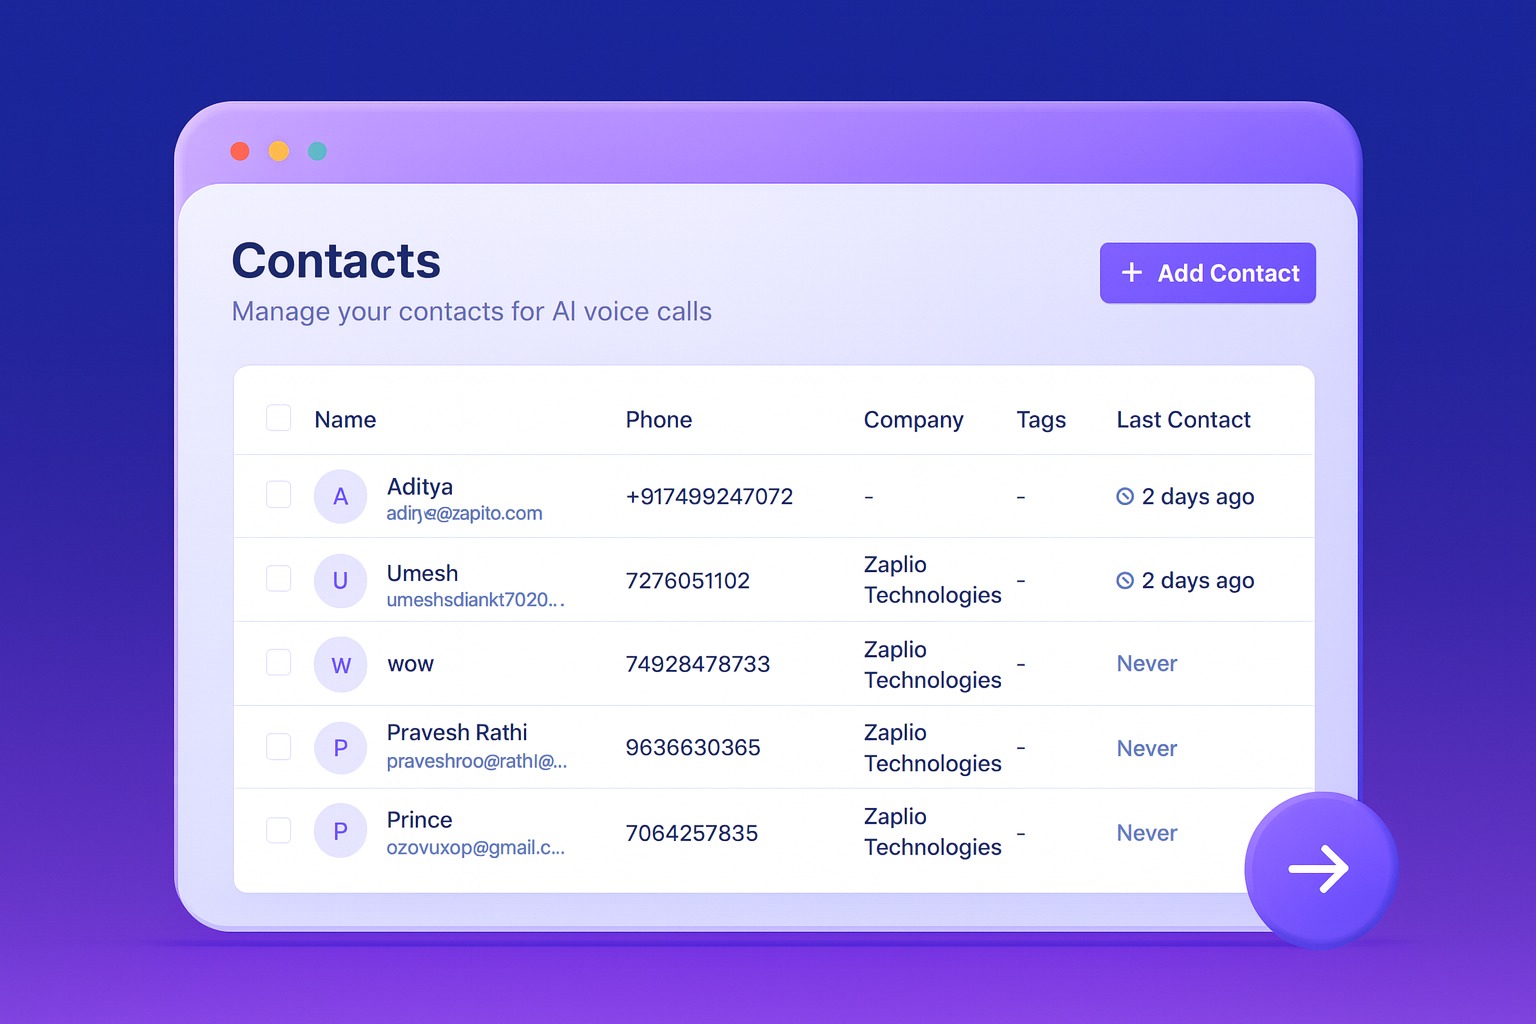 Contacts
Manage your contacts for AI voice calls
+ Add Contact
Name Phone Company Tags Last Contact
A Aditya +917499247072 - - 2 days ago
@zapito.com
U Umesh 7276051102 Zaplio Technologies - 2 days ago
umeshsdiankt7020...
W wow 74928478733 Zaplio Technologies - Never
P Pravesh Rathi 9636630365 Zaplio Technologies - Never
praveshroo@rathl@...
P Prince 7064257835 Zaplio Technologies - Never
ozovuxop@gmail.c...